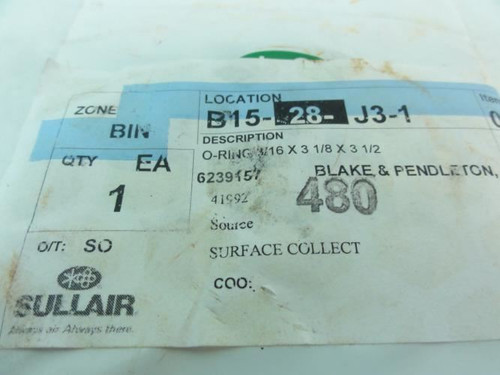 ZONE
BIN
LOCATION
B15- 28- J3-1
DESCRIPTION
O-RING 3/16 X 3 1/8 X 3 1/2
QTY EA
1
6239157
BLAKE & PENDLETON,
41992
480
Source
O/T: SO
SURFACE COLLECT
COO:
SULLAIR
Always air. Always there.